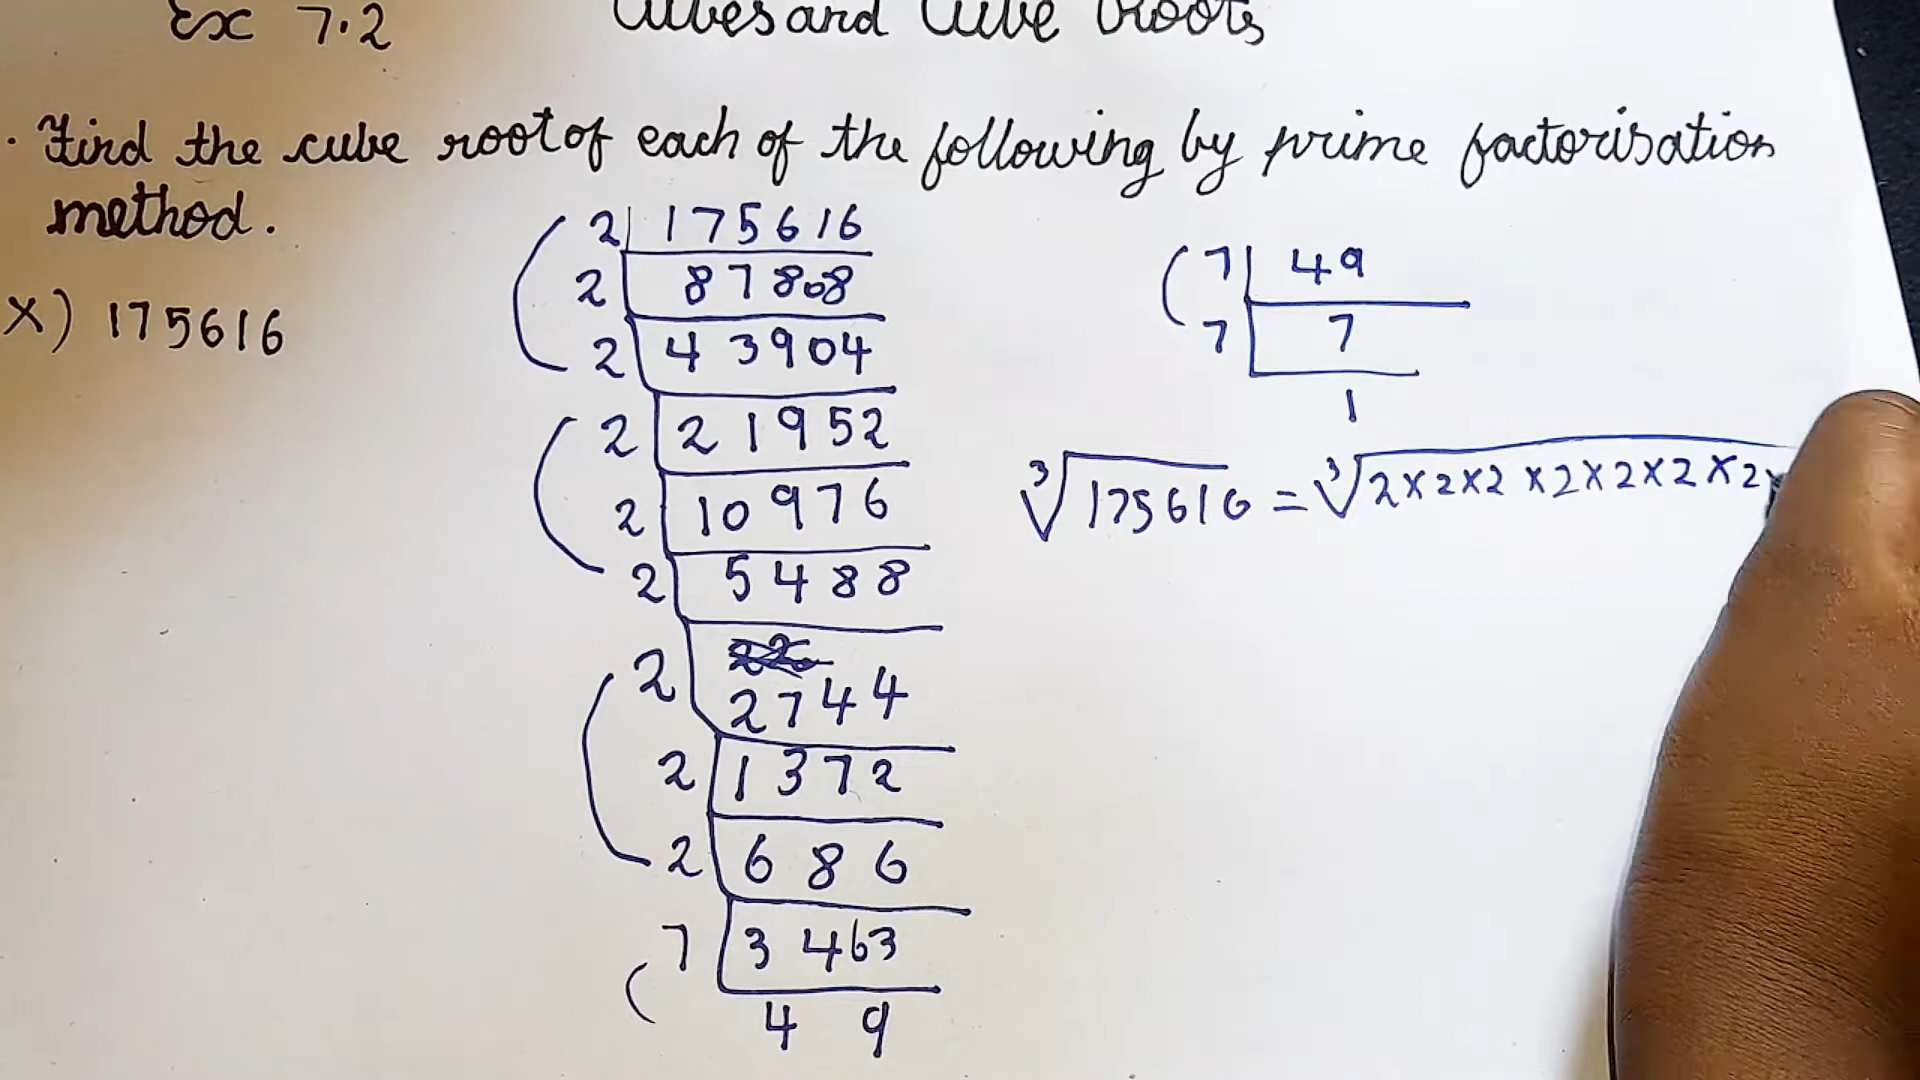 Ex 7.2
Cubes and Cube Roots
. Find the cube root of each of the following by prime factorisation
method.
x) 175616
2 175616
2 87808
2 43904
2 21952
2 10976
2 5488
2 2744
2 1372
2 686
7 3463
4 9
7 49
7 7
1
∛175616 = ∛2×2×2×2×2×2×2×